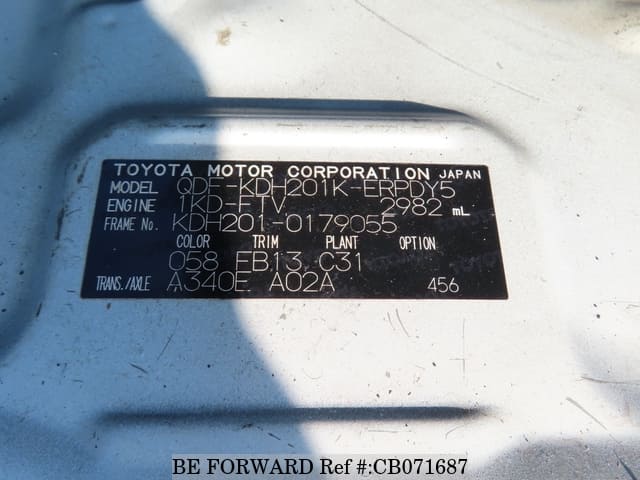 TOYOTA MOTOR CORPORATION JAPAN
MODEL QDF-KDH201K-ERPDY5
ENGINE 1KD-FTV 2982 mL
FRAME No. KDH201-0179055
COLOR TRIM PLANT OPTION
058 FB13 C31
TRANS./AXLE A340E A02A 456
BE FORWARD Ref #:CB071687